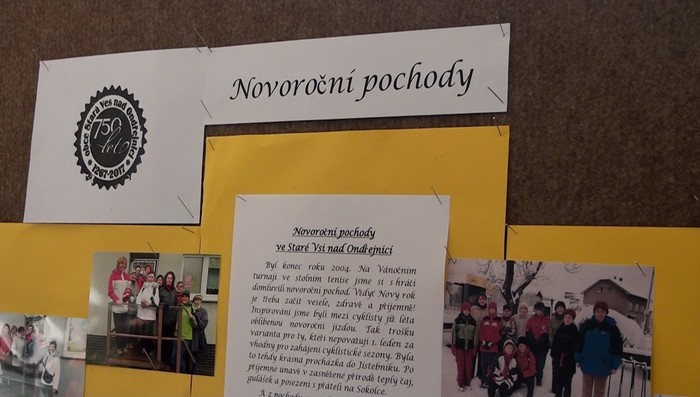 Novoroční pochody
Obec Stará Ves nad Ondřejnicí
750 let
* 1267-2017 *
Novoroční pochody
ve Staré Vsi nad Ondřejnicí
Byl konec roku 2004. Na Vánočním
turnaji ve stolním tenise jsme si s hráči
domluvili novoroční pochod. Vždyť Nový rok
je třeba začít vesele, zdravě a příjemně!
Inspirováni jsme byli mezi cyklisty již léta
oblíbenou novoroční jízdou. Tak trošku
varianta pro ty, kteří nepovažují 1. leden za
vhodný pro zahájení cyklistické sezony. Byla
to tehdy krásná procházka do Jistebníku. Po
příjemné únavě v zasněžené přírodě teplý čaj,
gulášek a posezení s přáteli na Sokolce.
A z pochodu